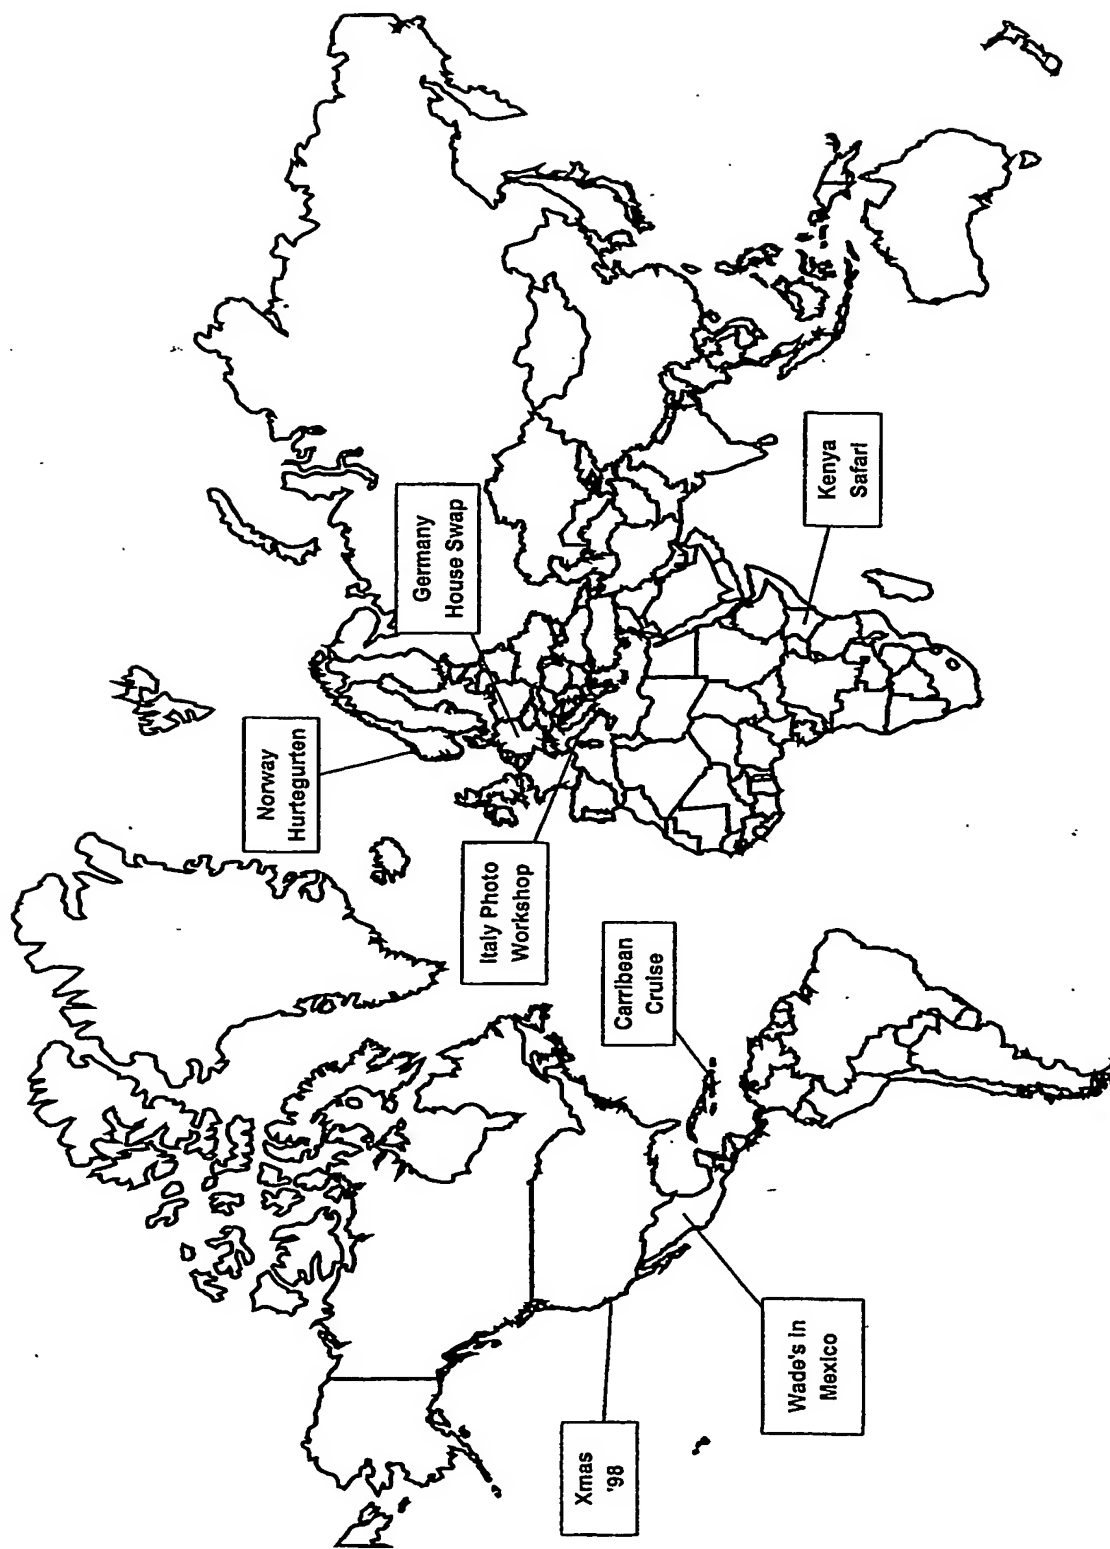 Norway
Hurtegurten
Germany
House Swap
Italy Photo
Workshop
Carribean
Cruise
Kenya
Safari
Xmas
'98
Wade's in
Mexico